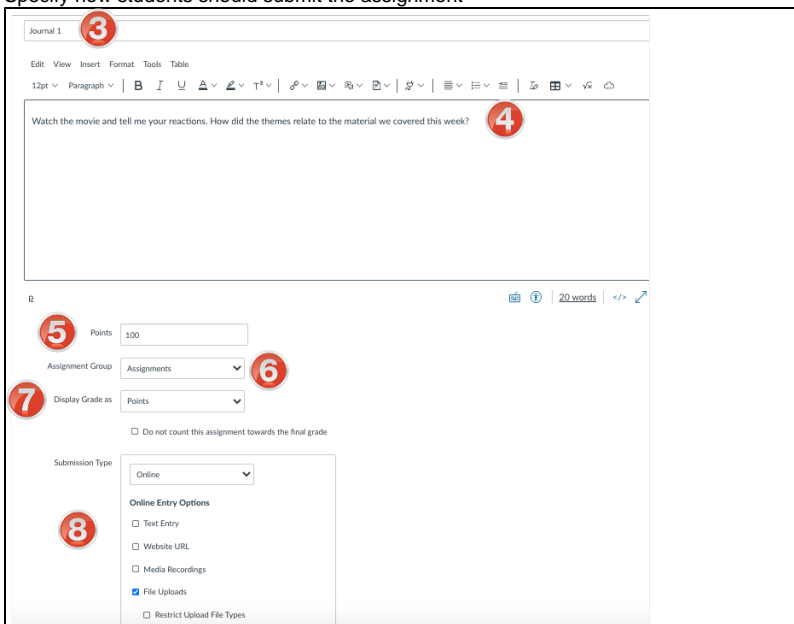 Specify how students should submit the assignment
Journal 1
3
Edit View Insert Format Tools Table
12pt Paragraph B I U A T²
Watch the movie and tell me your reactions. How did the themes relate to the material we covered this week?
4
p
20 words </>
5
Points
100
Assignment Group
Assignments
6
7
Display Grade as
Points
Do not count this assignment towards the final grade
Submission Type
Online
Online Entry Options
8
Text Entry
Website URL
Media Recordings
File Uploads
Restrict Upload File Types